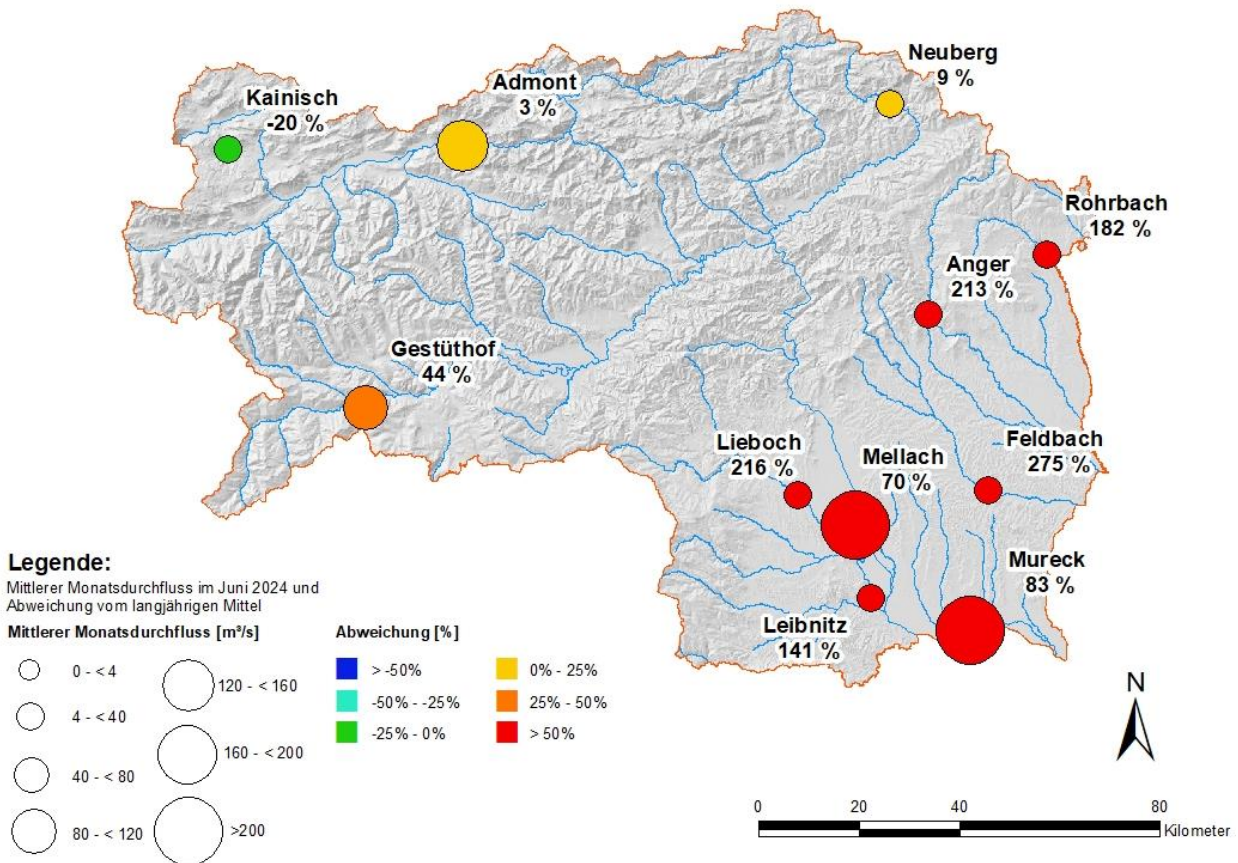 Neuberg
9 %
Admont
3 %
Kainisch
-20 %
Rohrbach
182 %
Anger
213 %
Gestüthof
44 %
Lieboch
216 %
Mellach
70 %
Feldbach
275 %
Mureck
83 %
Leibnitz
141 %
Legende:
Mittlerer Monatsdurchfluss im Juni 2024 und
Abweichung vom langjährigen Mittel
Mittlerer Monatsdurchfluss [m³/s]
0 - < 4
4 - < 40
40 - < 80
80 - < 120
120 - < 160
160 - < 200
>200
Abweichung [%]
> -50%
-50% - -25%
-25% - 0%
0% - 25%
25% - 50%
> 50%
N
0 20 40 80
Kilometer